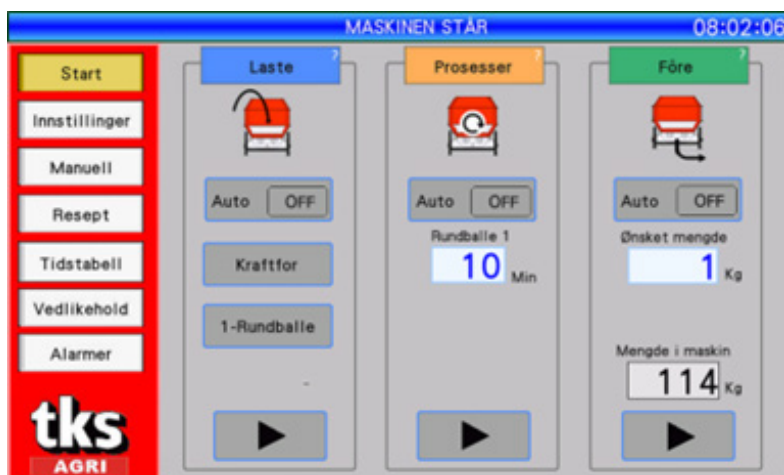 MASKINEN STÅR 08:02:06
Start
Innstillinger
Manuell
Resept
Tidstabell
Vedlikehold
Alarmer
tks
AGRI
Laste ?
Auto OFF
Kraftfor
1-Rundballe
-
Prosesser ?
Auto OFF
Rundballe 1
10 Min
Fôre ?
Auto OFF
Ønsket mengde
1 Kg
Mengde i maskin
114 Kg